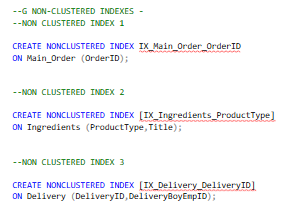 --G NON-CLUSTERED INDEXES -
--NON CLUSTERED INDEX 1
CREATE NONCLUSTERED INDEX IX_Main_Order_OrderID
ON Main_Order (OrderID);
--NON CLUSTERED INDEX 2
CREATE NONCLUSTERED INDEX [IX_Ingredients_ProductType]
ON Ingredients (ProductType,Title);
--NON CLUSTERED INDEX 3
CREATE NONCLUSTERED INDEX [IX_Delivery_DeliveryID]
ON Delivery (DeliveryID,DeliveryBoyEmpID);